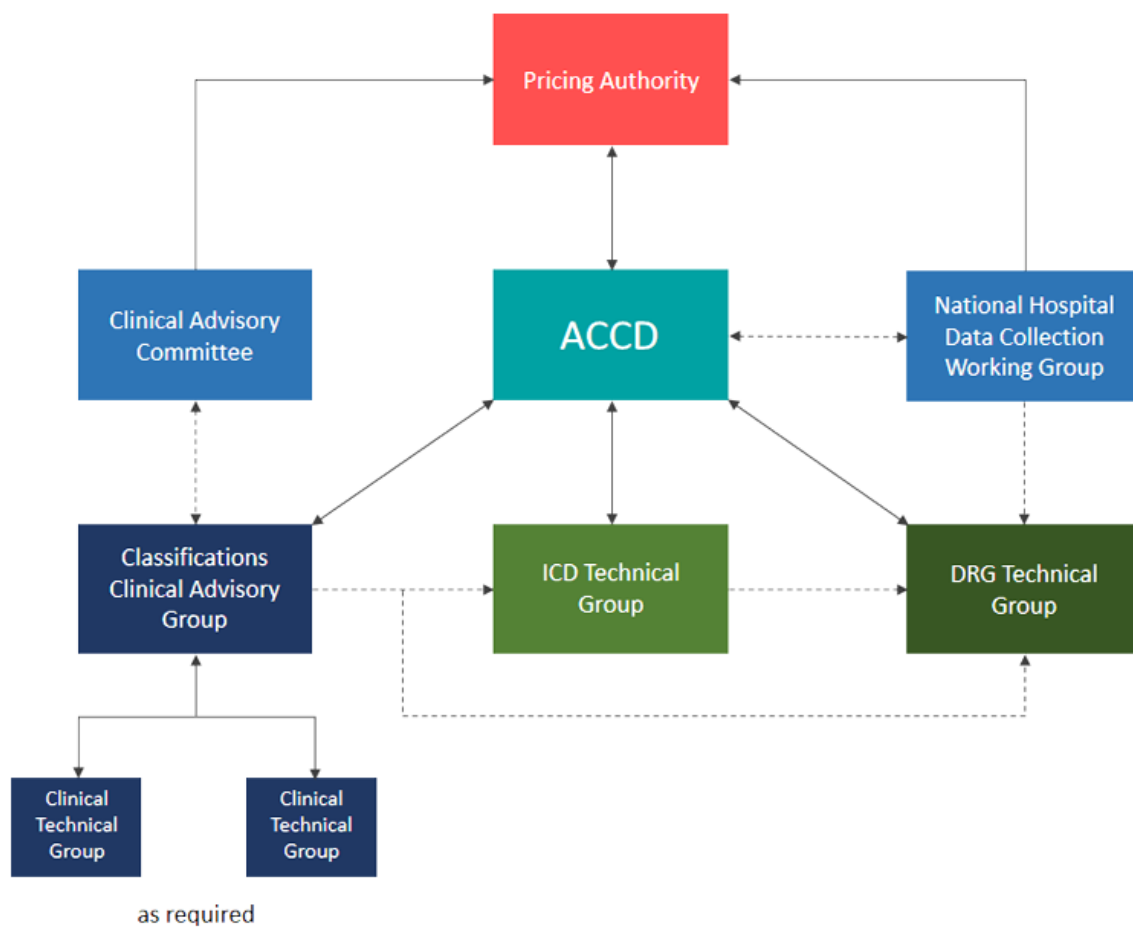 Pricing Authority
Clinical Advisory
Committee
ACCD
National Hospital
Data Collection
Working Group
Classifications
Clinical Advisory
Group
ICD Technical
Group
DRG Technical
Group
Clinical
Technical
Group
Clinical
Technical
Group
as required